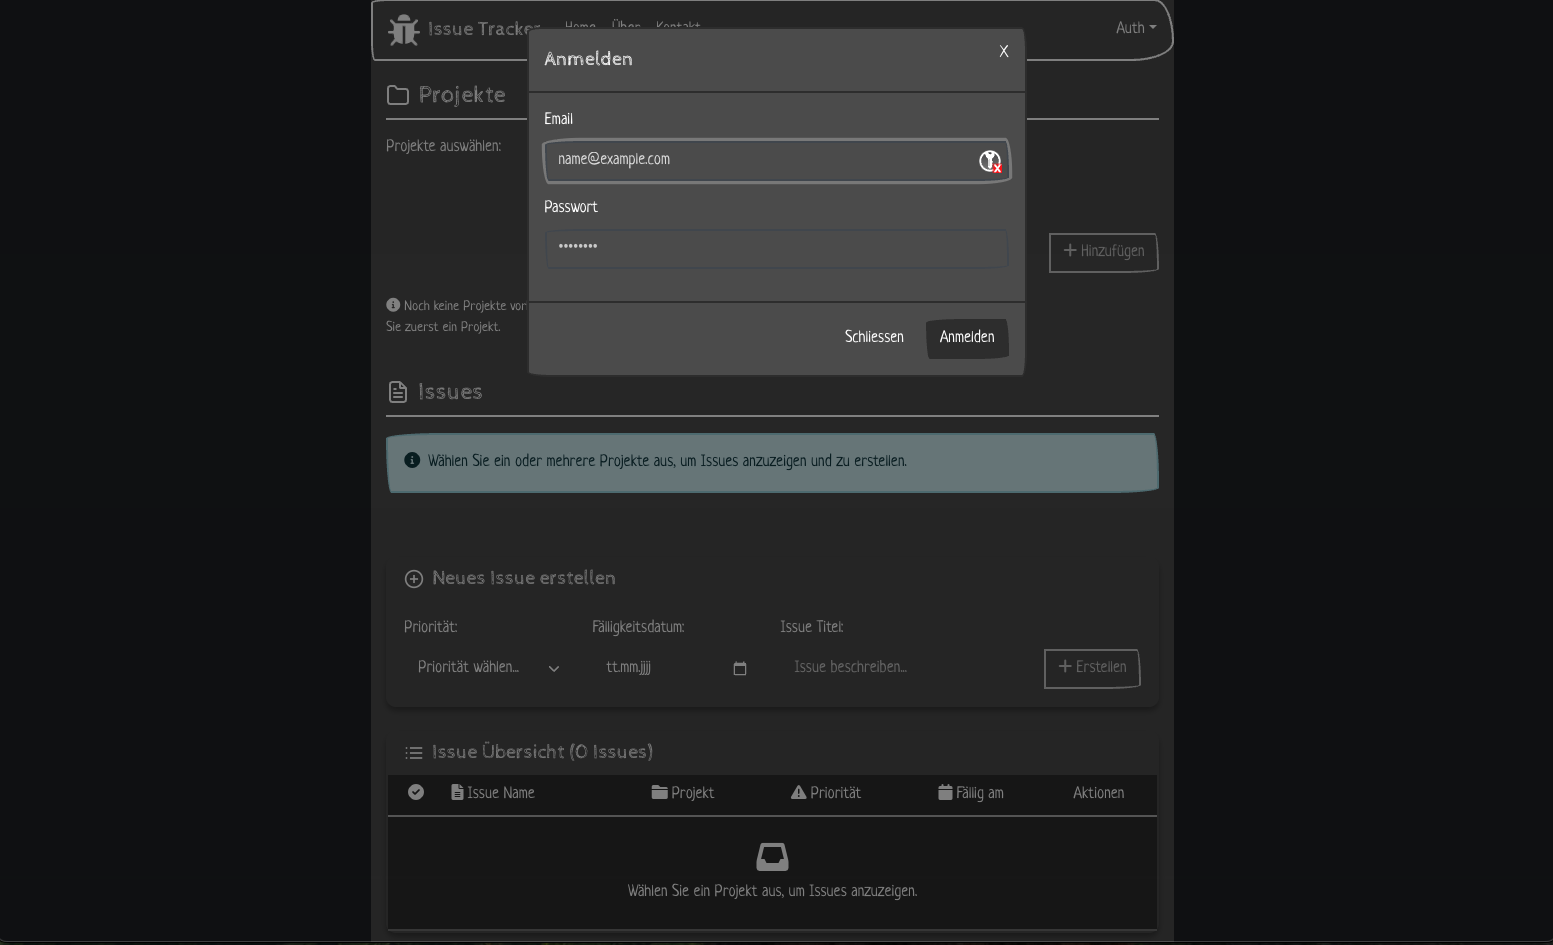 Issue Tracker Home Über Kontakt Auth
Anmelden X
Projekte
Email
Projekte auswählen:
name@example.com
Passwort
••••••••
Hinzufügen
Noch keine Projekte vor
Sie zuerst ein Projekt.
Schliessen Anmelden
Issues
Wählen Sie ein oder mehrere Projekte aus, um Issues anzuzeigen und zu erstellen.
Neues Issue erstellen
Priorität: Fälligkeitsdatum: Issue Titel:
Priorität wählen... tt.mm.jjjj Issue beschreiben... Erstellen
Issue Übersicht (0 Issues)
Issue Name Projekt Priorität Fällig am Aktionen
Wählen Sie ein Projekt aus, um Issues anzuzeigen.